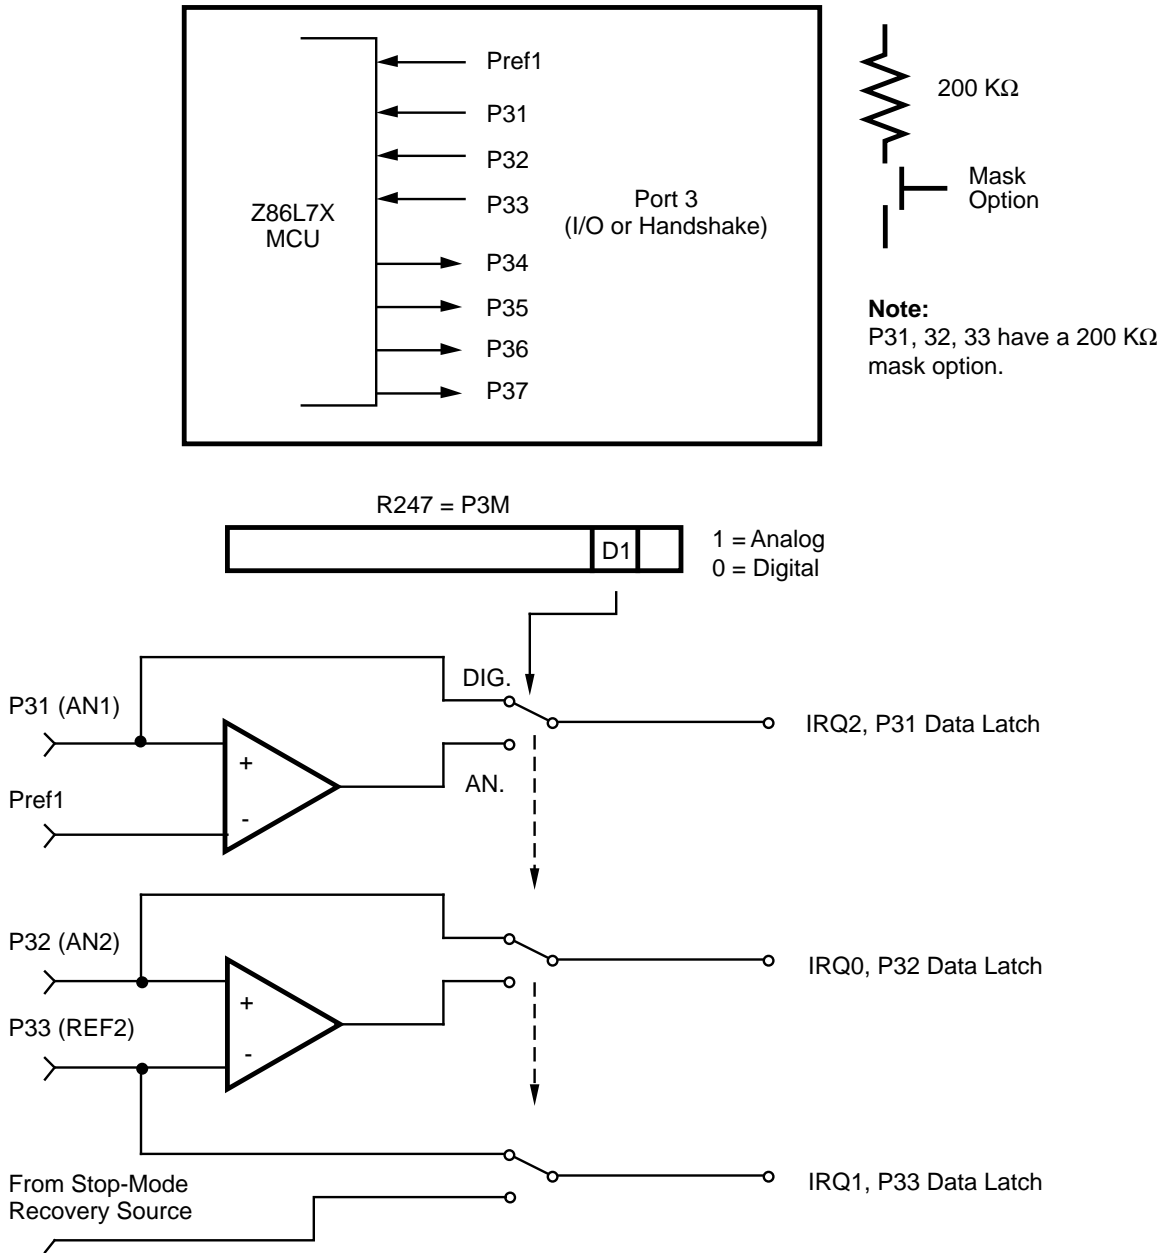 Pref1
P31
P32
P33
P34
P35
P36
P37
Z86L7X
MCU
Port 3
(I/O or Handshake)
200 KΩ
Mask
Option
Note:
P31, 32, 33 have a 200 KΩ
mask option.
R247 = P3M
D1
1 = Analog
0 = Digital
DIG.
P31 (AN1)
IRQ2, P31 Data Latch
+
AN.
Pref1
-
P32 (AN2)
IRQ0, P32 Data Latch
+
P33 (REF2)
-
From Stop-Mode
Recovery Source
IRQ1, P33 Data Latch